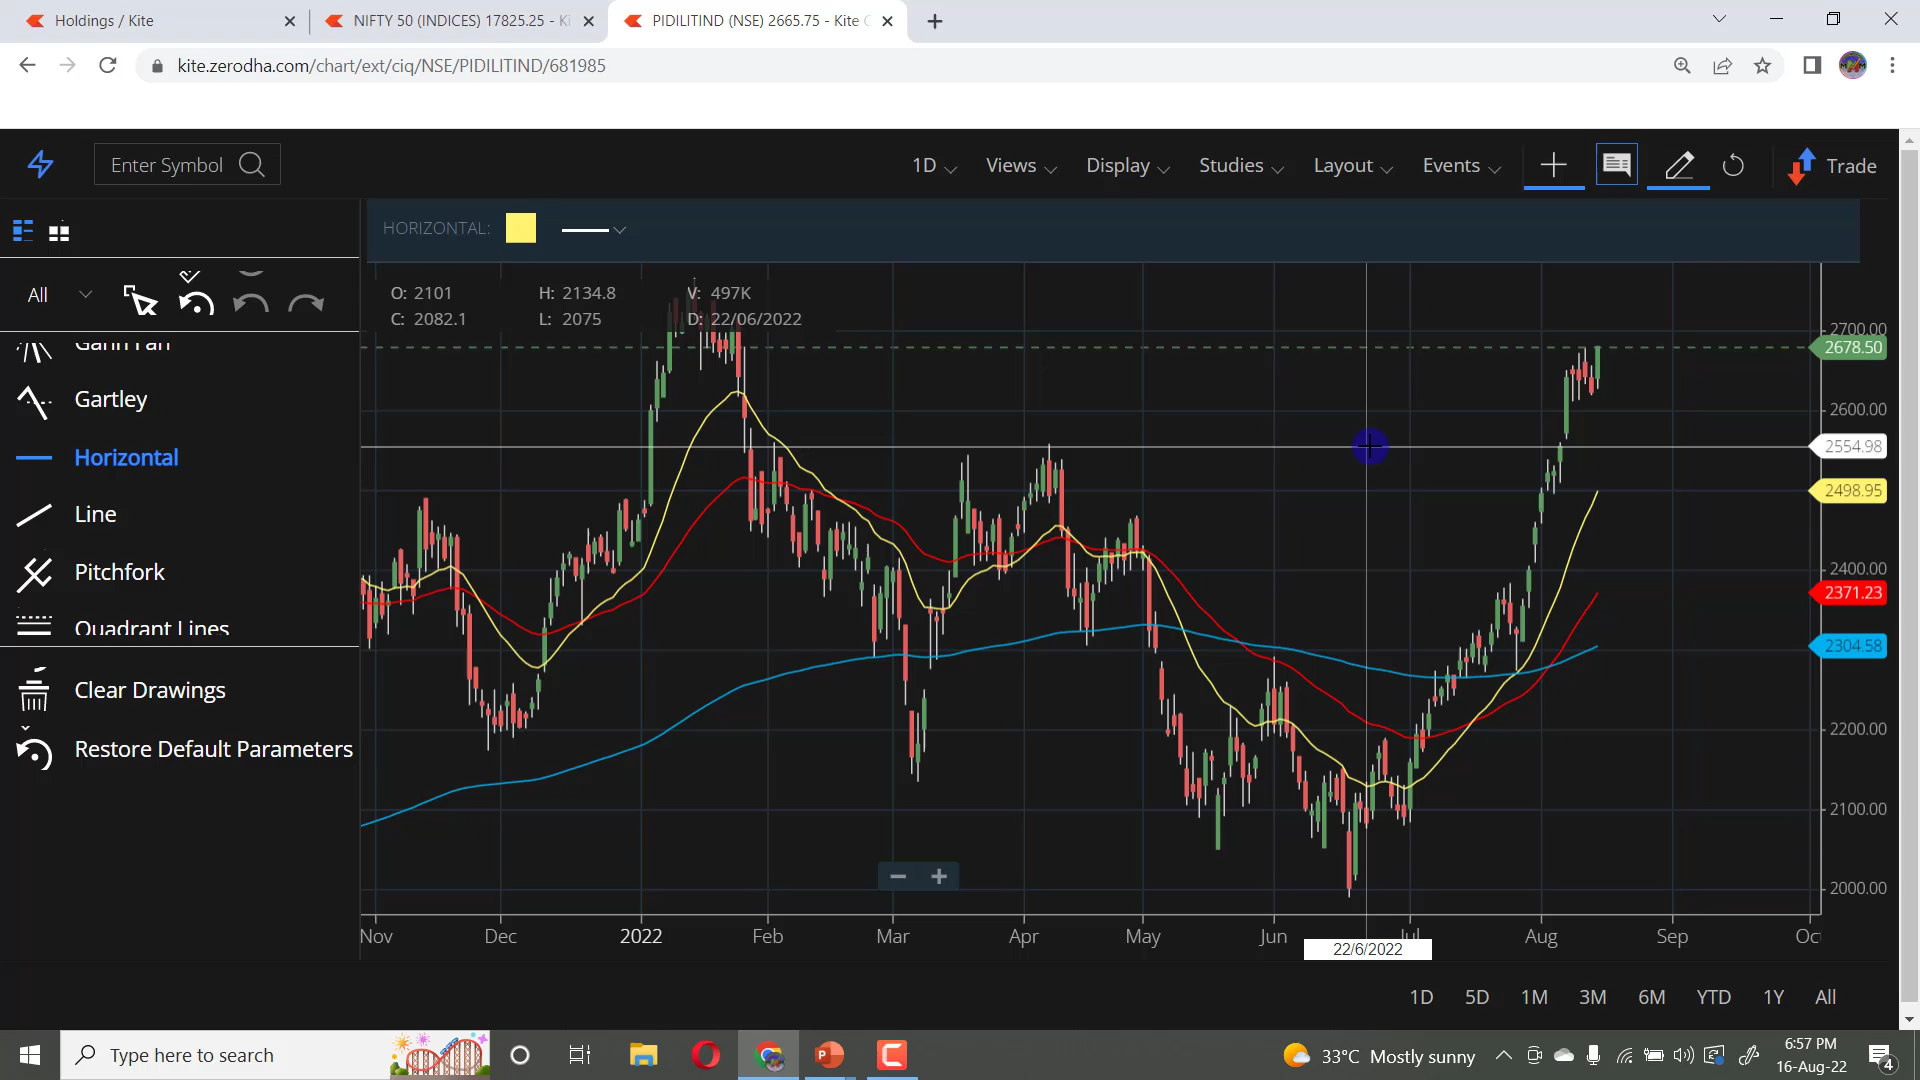 Holdings / Kite
NIFTY 50 (INDICES) 17825.25 - Ki
PIDILITIND (NSE) 2665.75 - Kite C
kite.zerodha.com/chart/ext/ciq/NSE/PIDILITIND/681985
Enter Symbol
1D
Views
Display
Studies
Layout
Events
Trade
HORIZONTAL:
All
O: 2101
H: 2134.8
V: 497K
C: 2082.1
L: 2075
D: 22/06/2022
Gann Fan
Gartley
Horizontal
Line
Pitchfork
Quadrant Lines
Clear Drawings
Restore Default Parameters
2700.00
2678.50
2600.00
2554.98
2498.95
2400.00
2371.23
2304.58
2200.00
2100.00
2000.00
Nov
Dec
2022
Feb
Mar
Apr
May
Jun
Jul
Aug
Sep
Oc
22/6/2022
1D
5D
1M
3M
6M
YTD
1Y
All
Type here to search
33°C Mostly sunny
6:57 PM
16-Aug-22
4